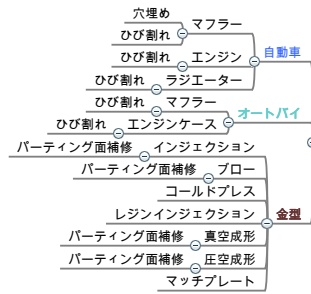 穴埋め
マフラー
ひび割れ
自動車
ひび割れ
エンジン
ひび割れ
ラジエーター
ひび割れ
マフラー
オートバイ
ひび割れ
エンジンケース
パーティング面補修
インジェクション
パーティング面補修
ブロー
コールドプレス
レジンインジェクション
金型
パーティング面補修
真空成形
パーティング面補修
圧空成形
マッチプレート